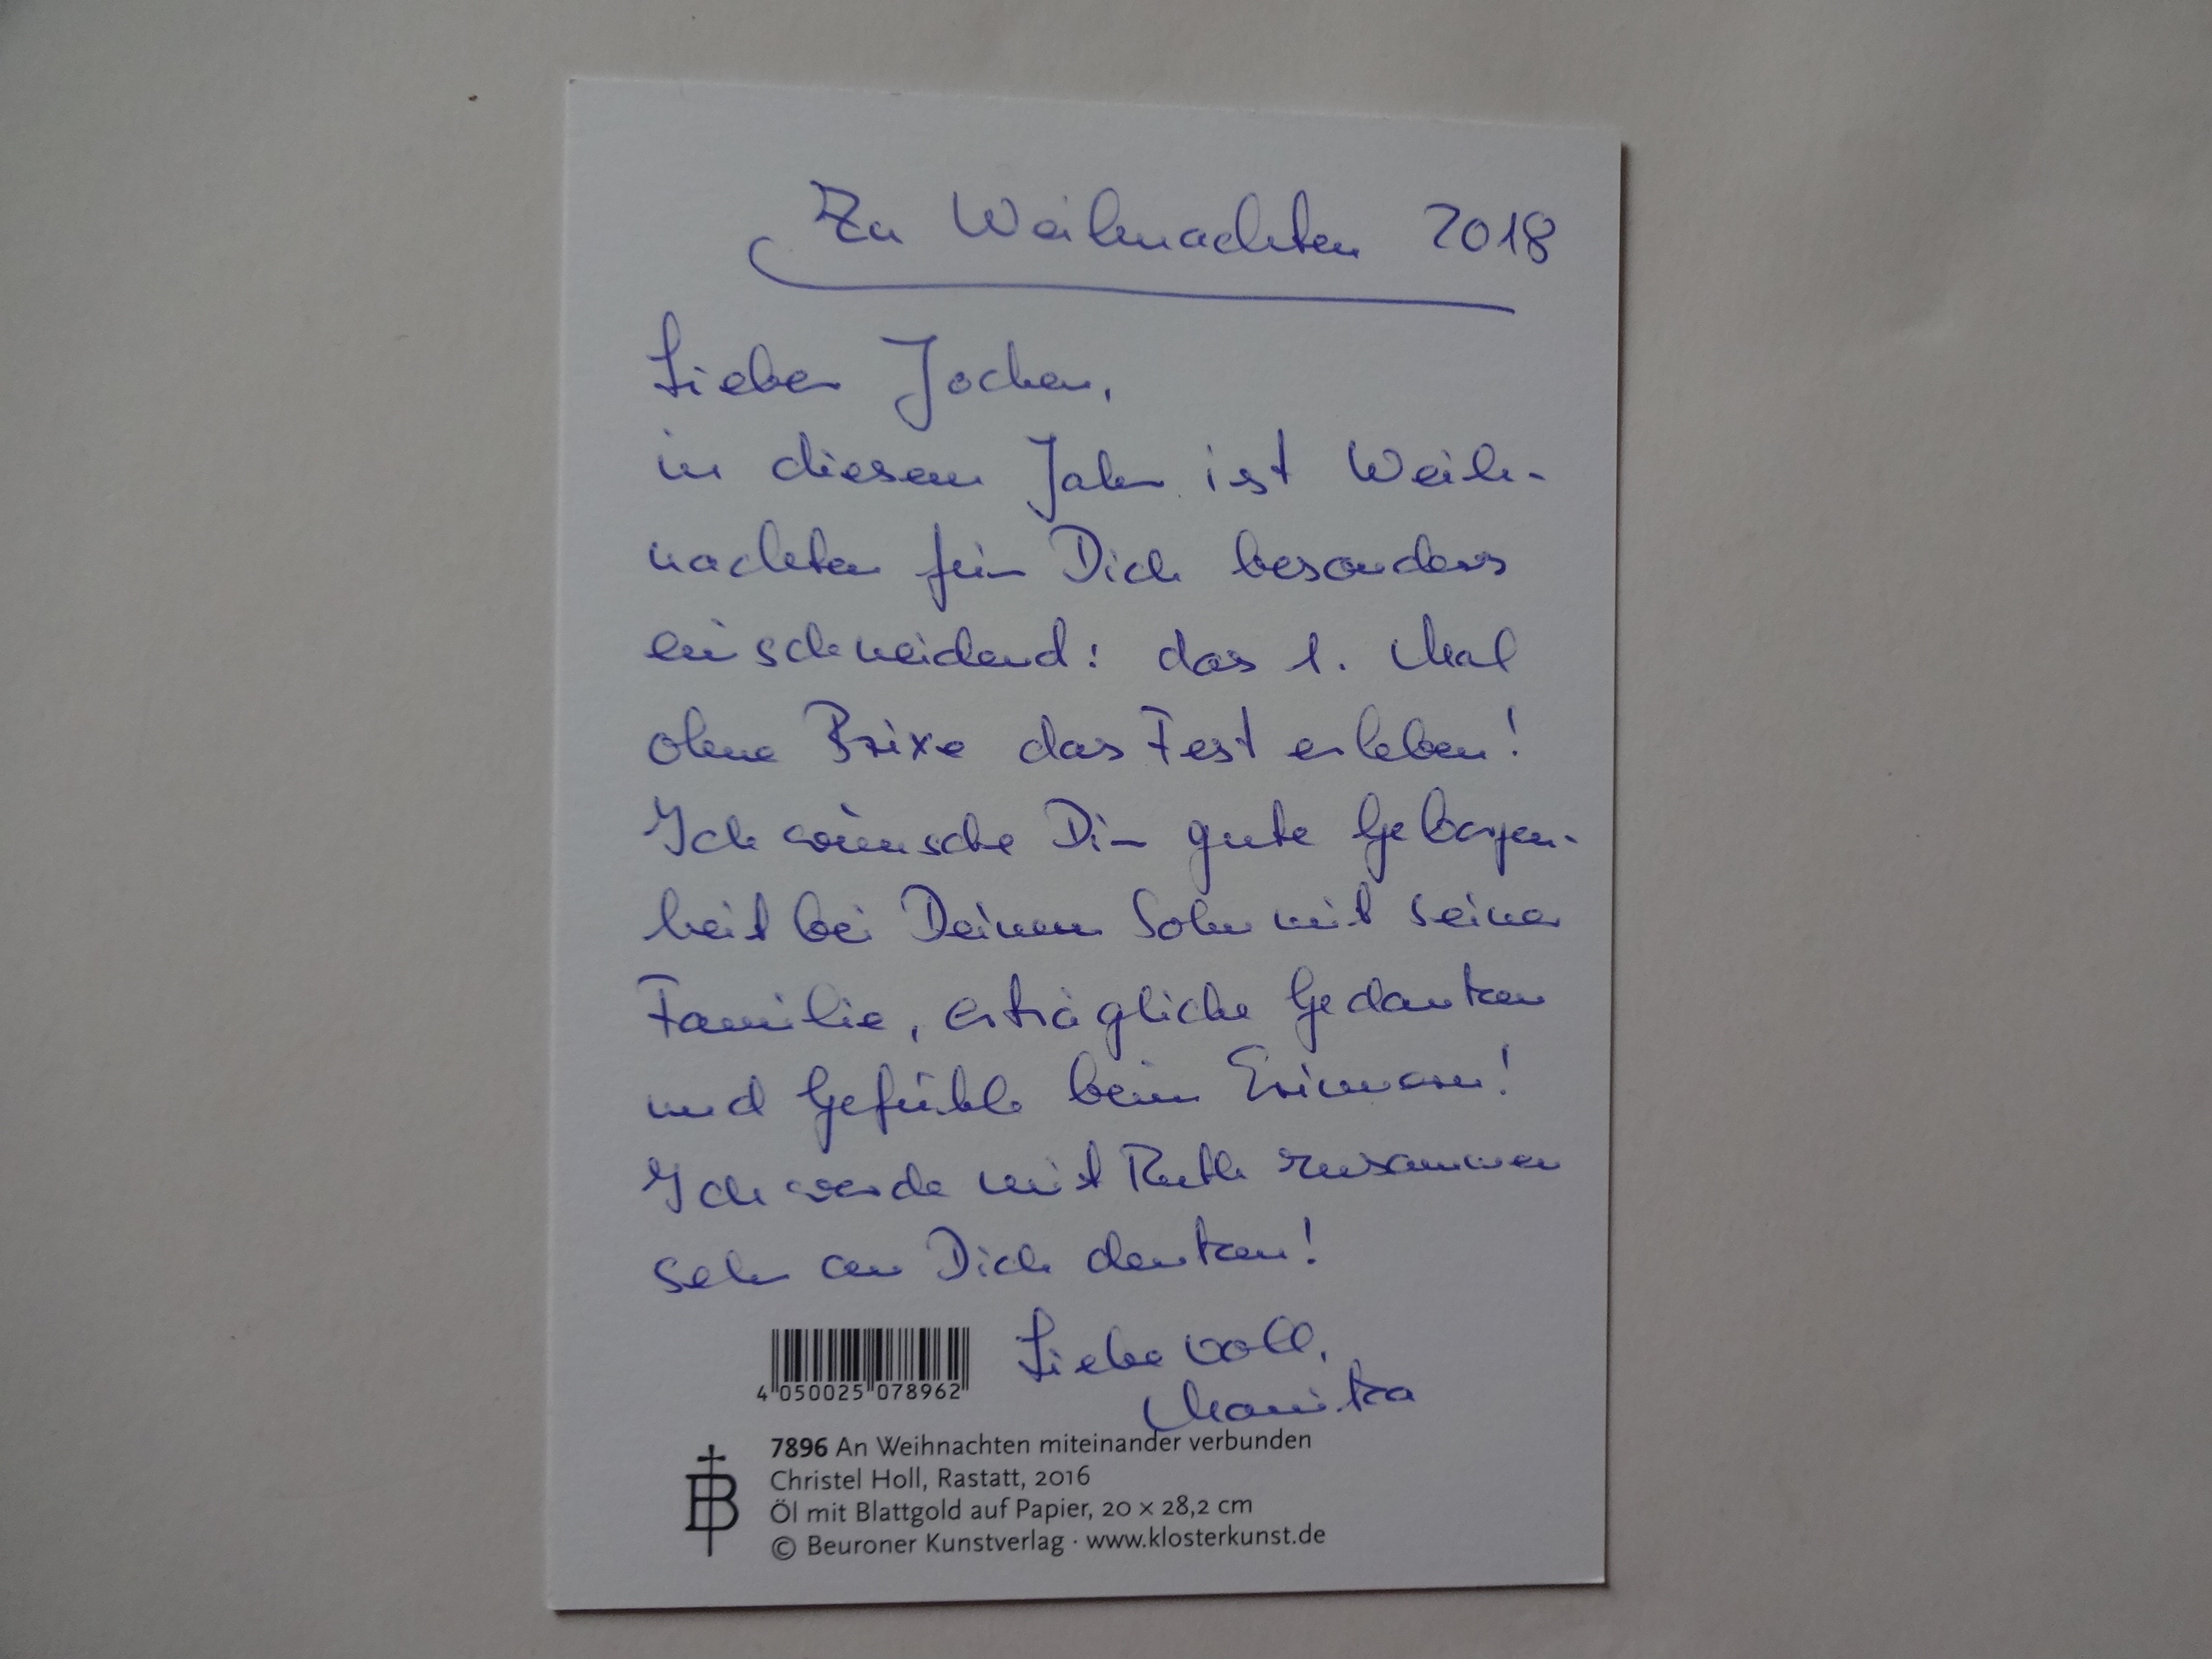 Zu Weihnachten 2018
Lieber Jochen,
in diesem Jahr ist Weih-
nachten für Dich besonders
einschneidend: das 1. Mal
ohne Brixe das Fest erleben!
Ich wünsche Dir gute Geborgen-
heit bei Deinem Sohn mit seiner
Familie, erträgliche Gedanken
und Gefühle beim Erinnern!
Ich werde mit Ruth zusammen
sehr an Dich denken!
Liebevoll,
Monika
4 050025 078962
7896 An Weihnachten miteinander verbunden
Christel Holl, Rastatt, 2016
Öl mit Blattgold auf Papier, 20 x 28,2 cm
© Beuroner Kunstverlag · www.klosterkunst.de